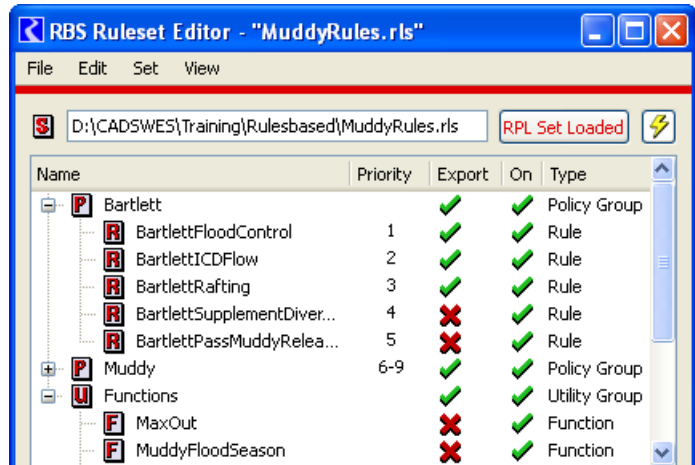 RBS Ruleset Editor - "MuddyRules.rls"
File Edit Set View
S D:\CADSWES\Training\Rulesbased\MuddyRules.rls RPL Set Loaded
Name Priority Export On Type
P Bartlett Policy Group
R BartlettFloodControl 1 Rule
R BartlettICDFlow 2 Rule
R BartlettRafting 3 Rule
R BartlettSupplementDiver... 4 Rule
R BartlettPassMuddyRelea... 5 Rule
P Muddy 6-9 Policy Group
U Functions Utility Group
F MaxOut Function
F MuddyFloodSeason Function